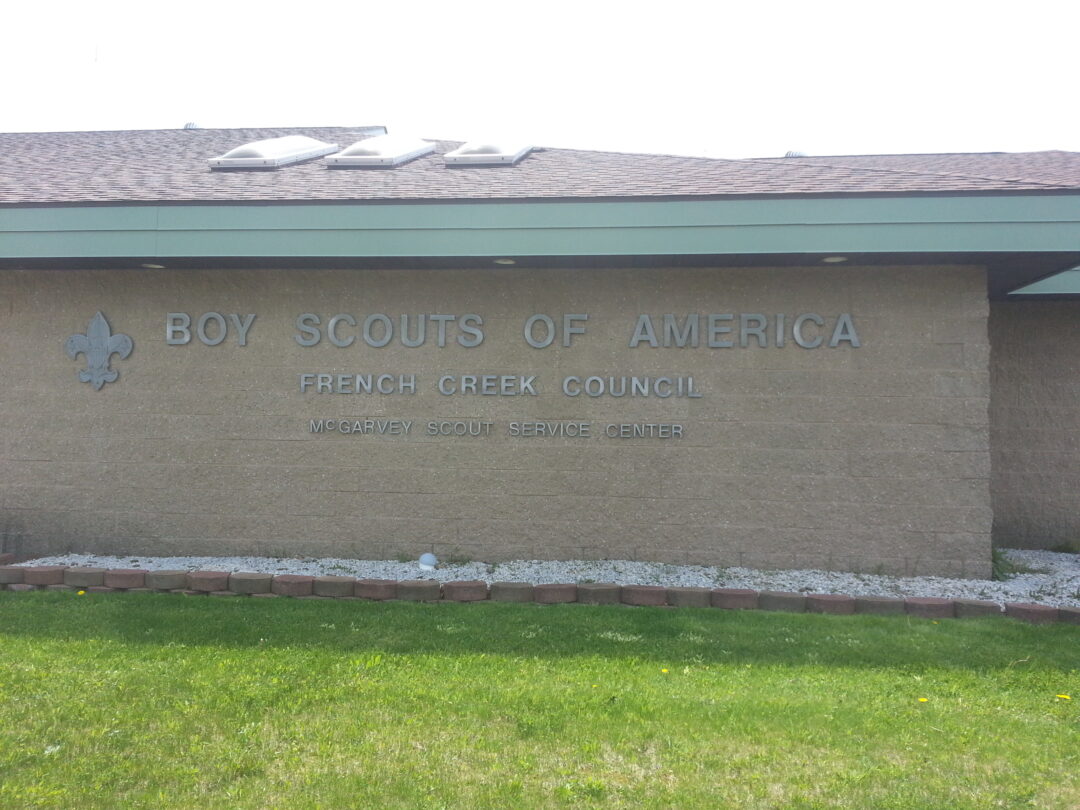 BOY SCOUTS OF AMERICA
FRENCH CREEK COUNCIL
McGARVEY SCOUT SERVICE CENTER